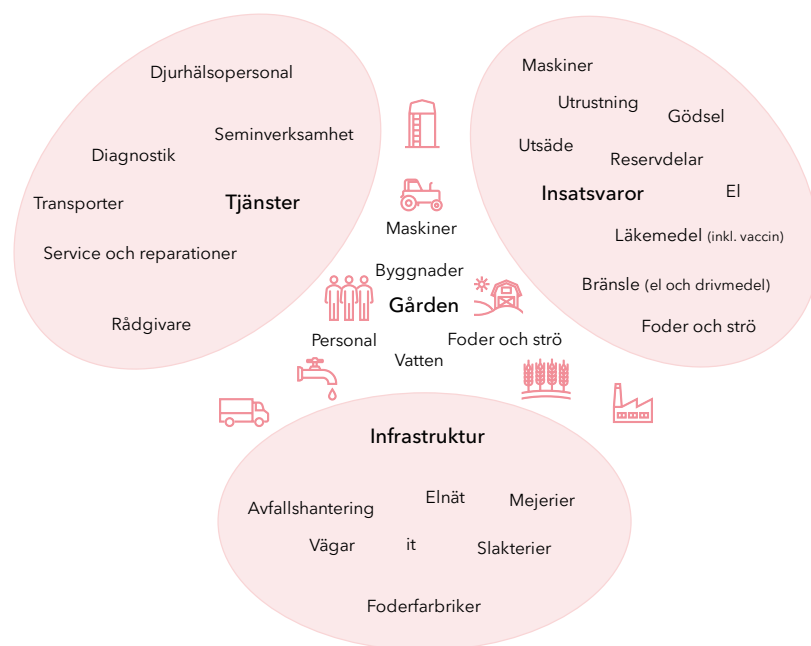 Djurhälsopersonal
Seminverksamhet
Diagnostik
Transporter
Tjänster
Service och reparationer
Rådgivare
Maskiner
Utrustning
Gödsel
Utsäde
Reservdelar
Insatsvaror
El
Läkemedel (inkl. vaccin)
Bränsle (el och drivmedel)
Foder och strö
Maskiner
Byggnader
Gården
Personal
Foder och strö
Vatten
Infrastruktur
Avfallshantering
Elnät
Mejerier
Vägar
it
Slakterier
Foderfarbriker